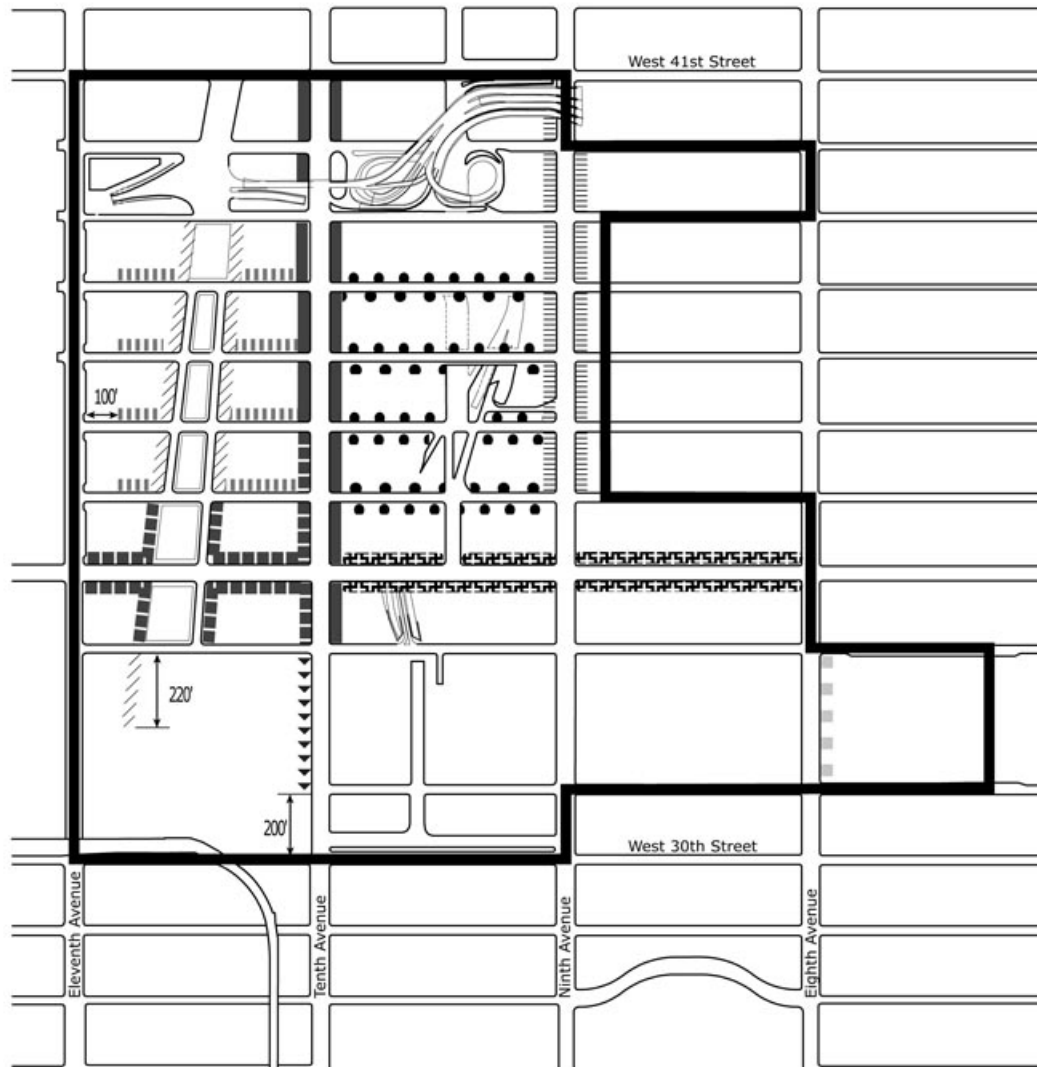 West 41st Street
100'
220'
200'
West 30th Street
Eleventh Avenue
Tenth Avenue
Ninth Avenue
Eighth Avenue